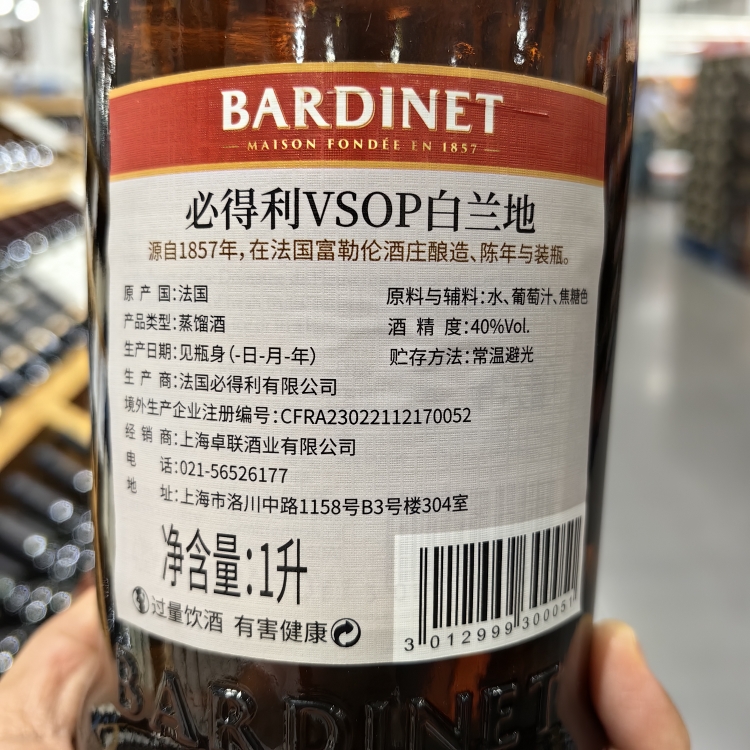 BARDINET
MAISON FONDÉE EN 1857
必得利VSOP白兰地
源自1857年,在法国富勒伦酒庄酿造、陈年与装瓶。
原产国:法国
原料与辅料:水、葡萄汁、焦糖色
产品类型:蒸馏酒
酒精度:40%Vol.
生产日期:见瓶身(-日-月-年)
贮存方法:常温避光
生产商:法国必得利有限公司
境外生产企业注册编号:CFRA23022112170052
经销商:上海卓联酒业有限公司
电话:021-56526177
地址:上海市洛川中路1158号B3号楼304室
净含量:1升
过量饮酒 有害健康
3 012999 300051
BARDINET